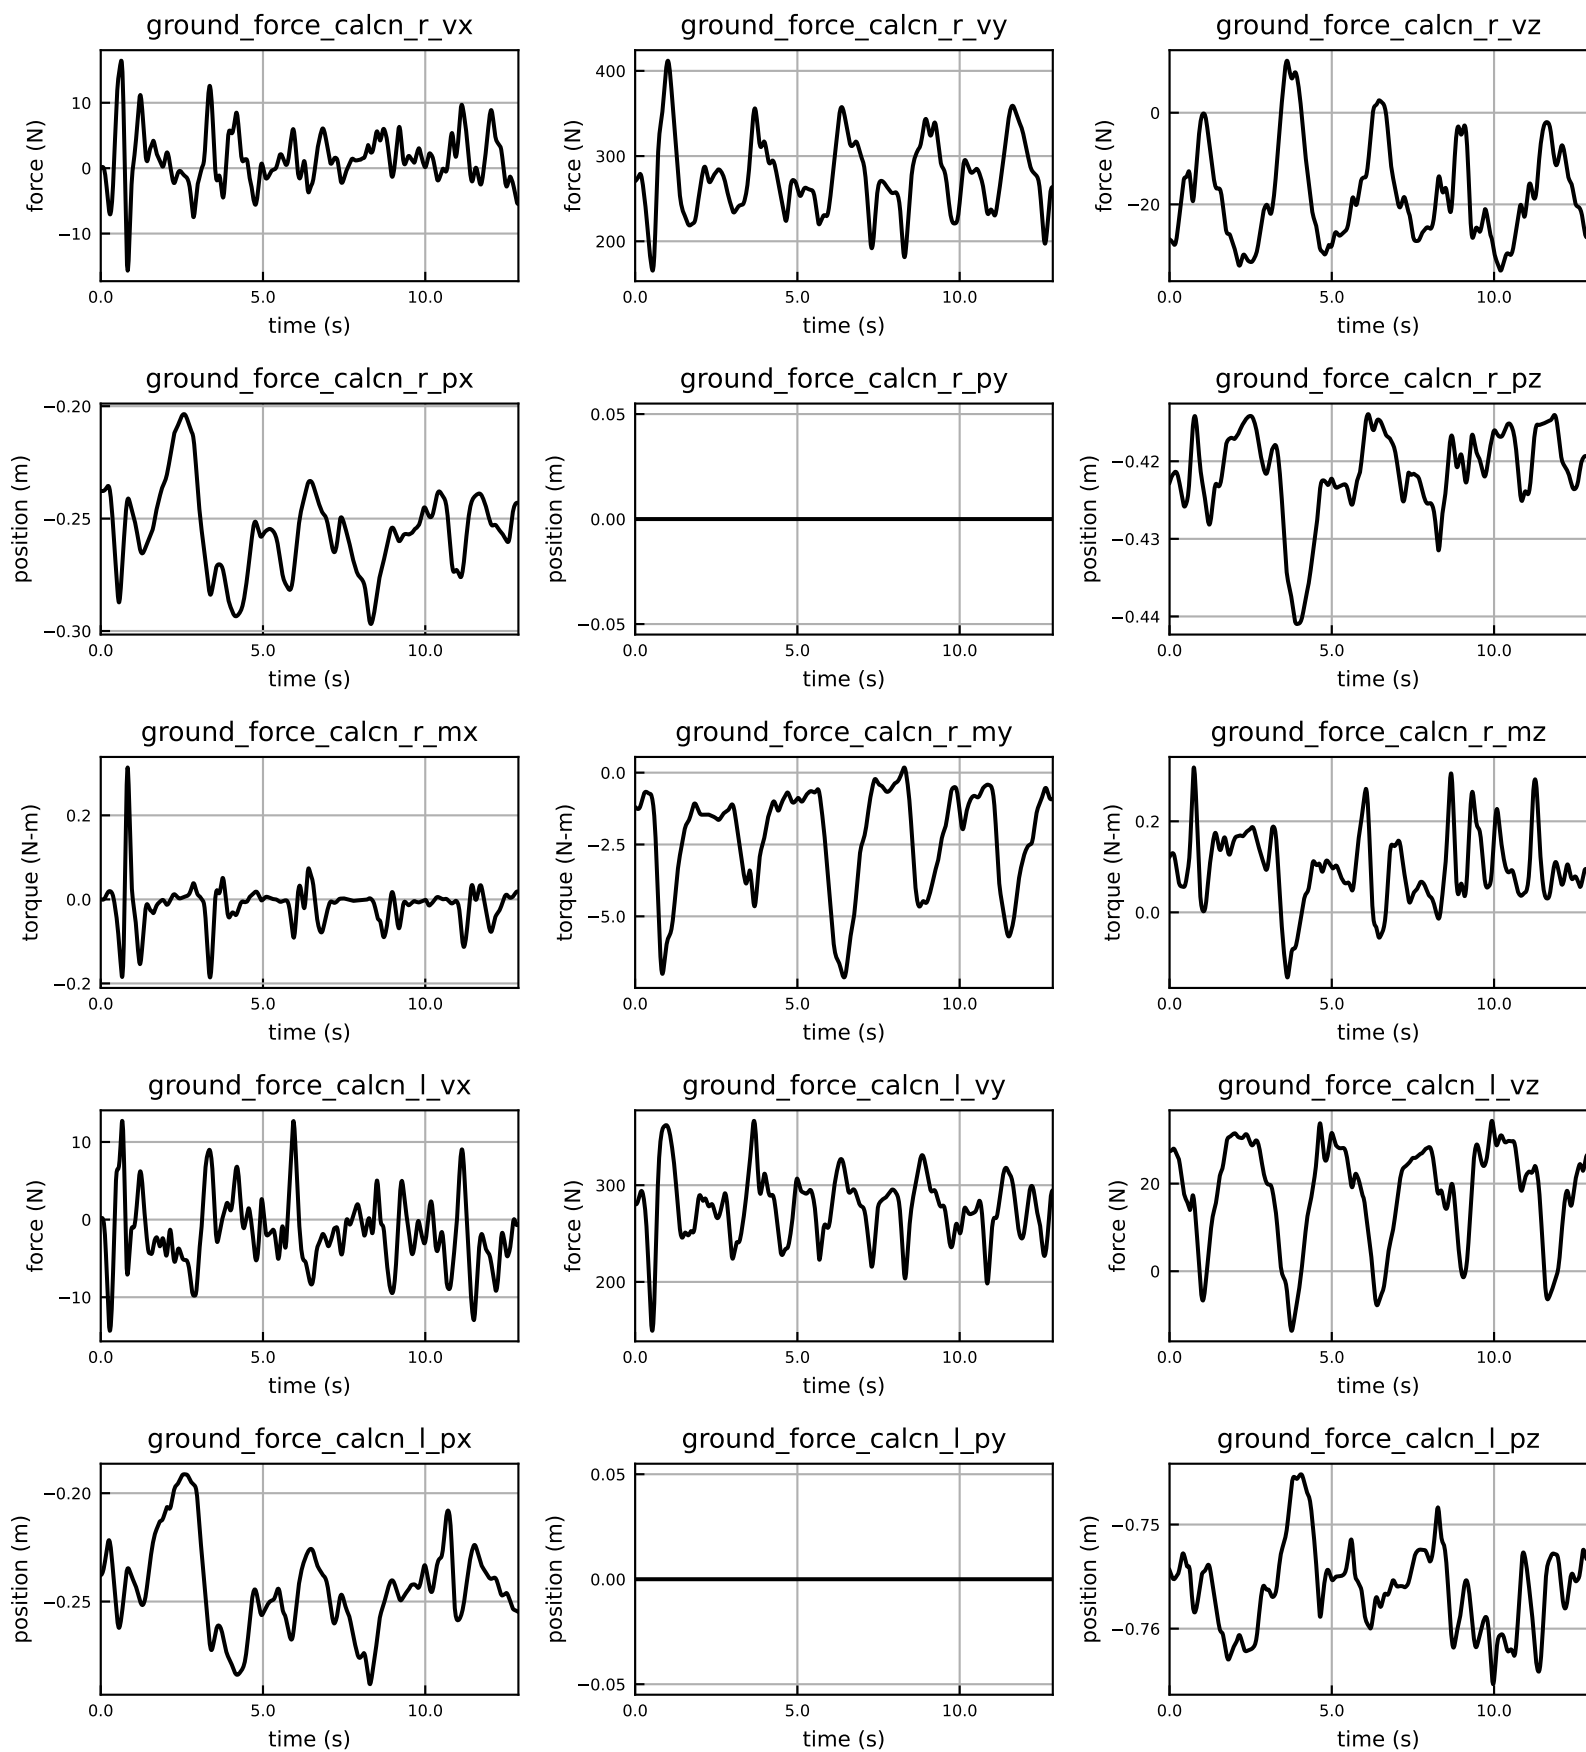 ground_force_calcn_r_vx
10
0
−10
force (N)
0.0 5.0 10.0
time (s)
ground_force_calcn_r_vy
400
300
200
force (N)
0.0 5.0 10.0
time (s)
ground_force_calcn_r_vz
0
−20
force (N)
0.0 5.0 10.0
time (s)
ground_force_calcn_r_px
−0.20
−0.25
−0.30
position (m)
0.0 5.0 10.0
time (s)
ground_force_calcn_r_py
0.05
0.00
−0.05
position (m)
0.0 5.0 10.0
time (s)
ground_force_calcn_r_pz
−0.42
−0.43
−0.44
position (m)
0.0 5.0 10.0
time (s)
ground_force_calcn_r_mx
0.2
0.0
−0.2
torque (N-m)
0.0 5.0 10.0
time (s)
ground_force_calcn_r_my
0.0
−2.5
−5.0
torque (N-m)
0.0 5.0 10.0
time (s)
ground_force_calcn_r_mz
0.2
0.0
torque (N-m)
0.0 5.0 10.0
time (s)
ground_force_calcn_l_vx
10
0
−10
force (N)
0.0 5.0 10.0
time (s)
ground_force_calcn_l_vy
300
200
force (N)
0.0 5.0 10.0
time (s)
ground_force_calcn_l_vz
20
0
force (N)
0.0 5.0 10.0
time (s)
ground_force_calcn_l_px
−0.20
−0.25
position (m)
0.0 5.0 10.0
time (s)
ground_force_calcn_l_py
0.05
0.00
−0.05
position (m)
0.0 5.0 10.0
time (s)
ground_force_calcn_l_pz
−0.75
−0.76
position (m)
0.0 5.0 10.0
time (s)